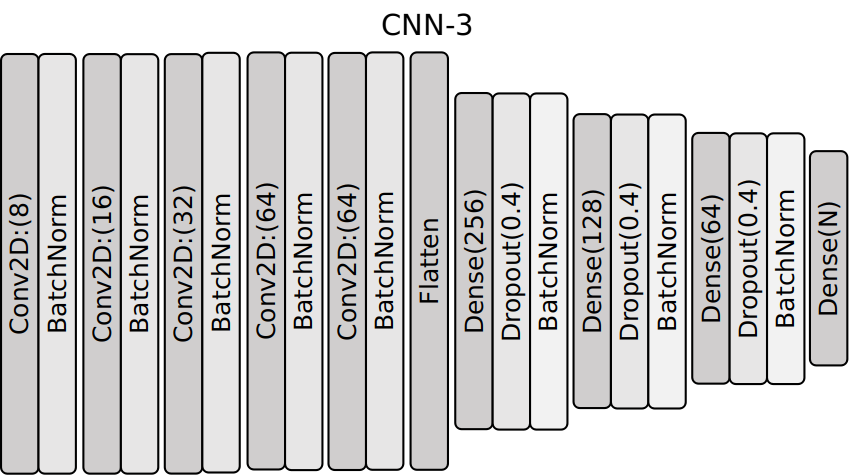 CNN-3
Conv2D:(8)
BatchNorm
Conv2D:(16)
BatchNorm
Conv2D:(32)
BatchNorm
Conv2D:(64)
BatchNorm
Conv2D:(64)
BatchNorm
Flatten
Dense(256)
Dropout(0.4)
BatchNorm
Dense(128)
Dropout(0.4)
BatchNorm
Dense(64)
Dropout(0.4)
BatchNorm
Dense(N)